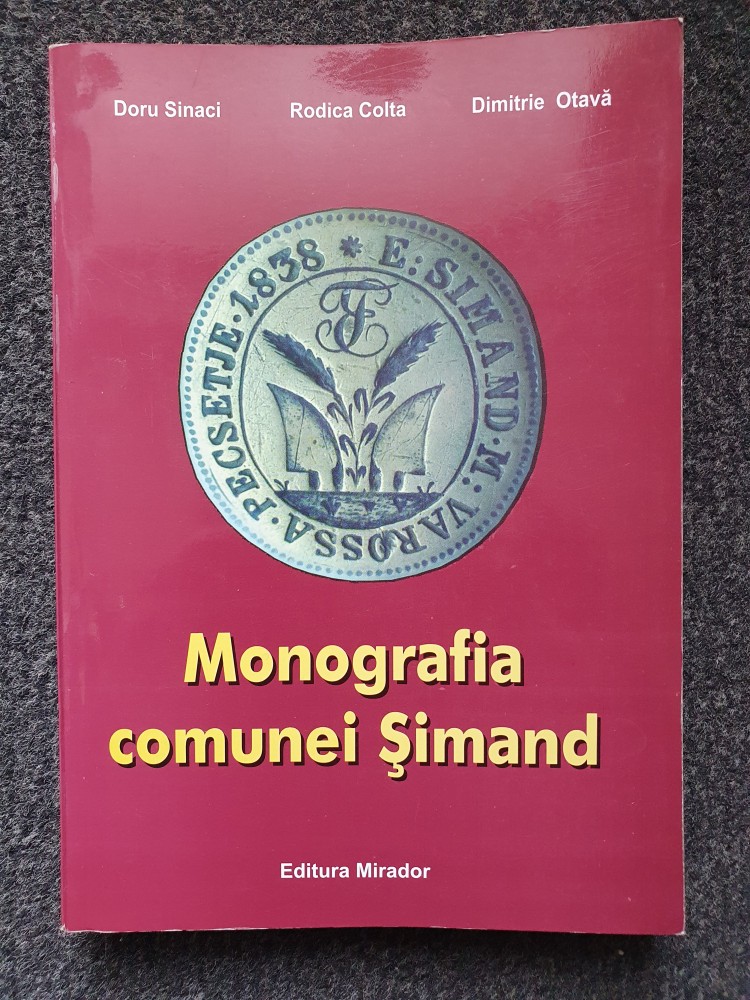 Doru Sinaci
Rodica Colta
Dimitrie Otavă
E: SIMAND · M: VAROSSA · PECSETJE · 1838 *
Monografia
comunei Şimand
Editura Mirador